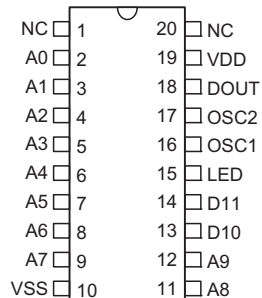 NC 1 20 NC
A0 2 19 VDD
A1 3 18 DOUT
A2 4 17 OSC2
A3 5 16 OSC1
A4 6 15 LED
A5 7 14 D11
A6 8 13 D10
A7 9 12 A9
VSS 10 11 A8